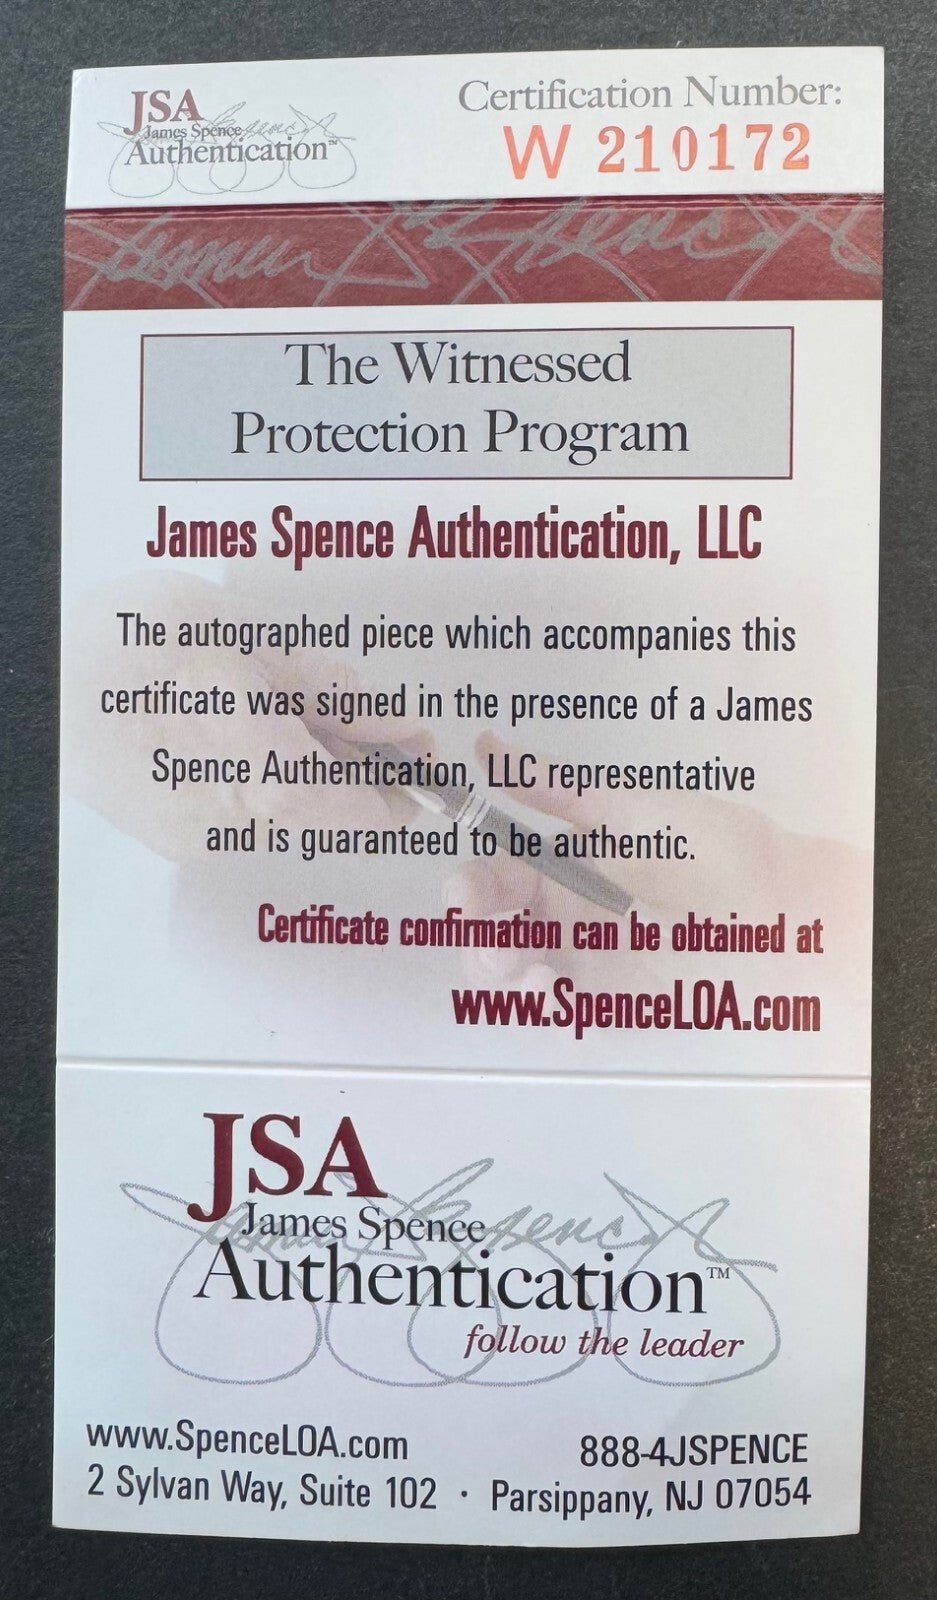 JSA
James Spence
Authentication™
Certification Number:
W 210172
James Spence
The Witnessed
Protection Program
James Spence Authentication, LLC
The autographed piece which accompanies this
certificate was signed in the presence of a James
Spence Authentication, LLC representative
and is guaranteed to be authentic.
Certificate confirmation can be obtained at
www.SpenceLOA.com
JSA
James Spence
Authentication™
follow the leader
www.SpenceLOA.com
888-4JSPENCE
2 Sylvan Way, Suite 102 · Parsippany, NJ 07054